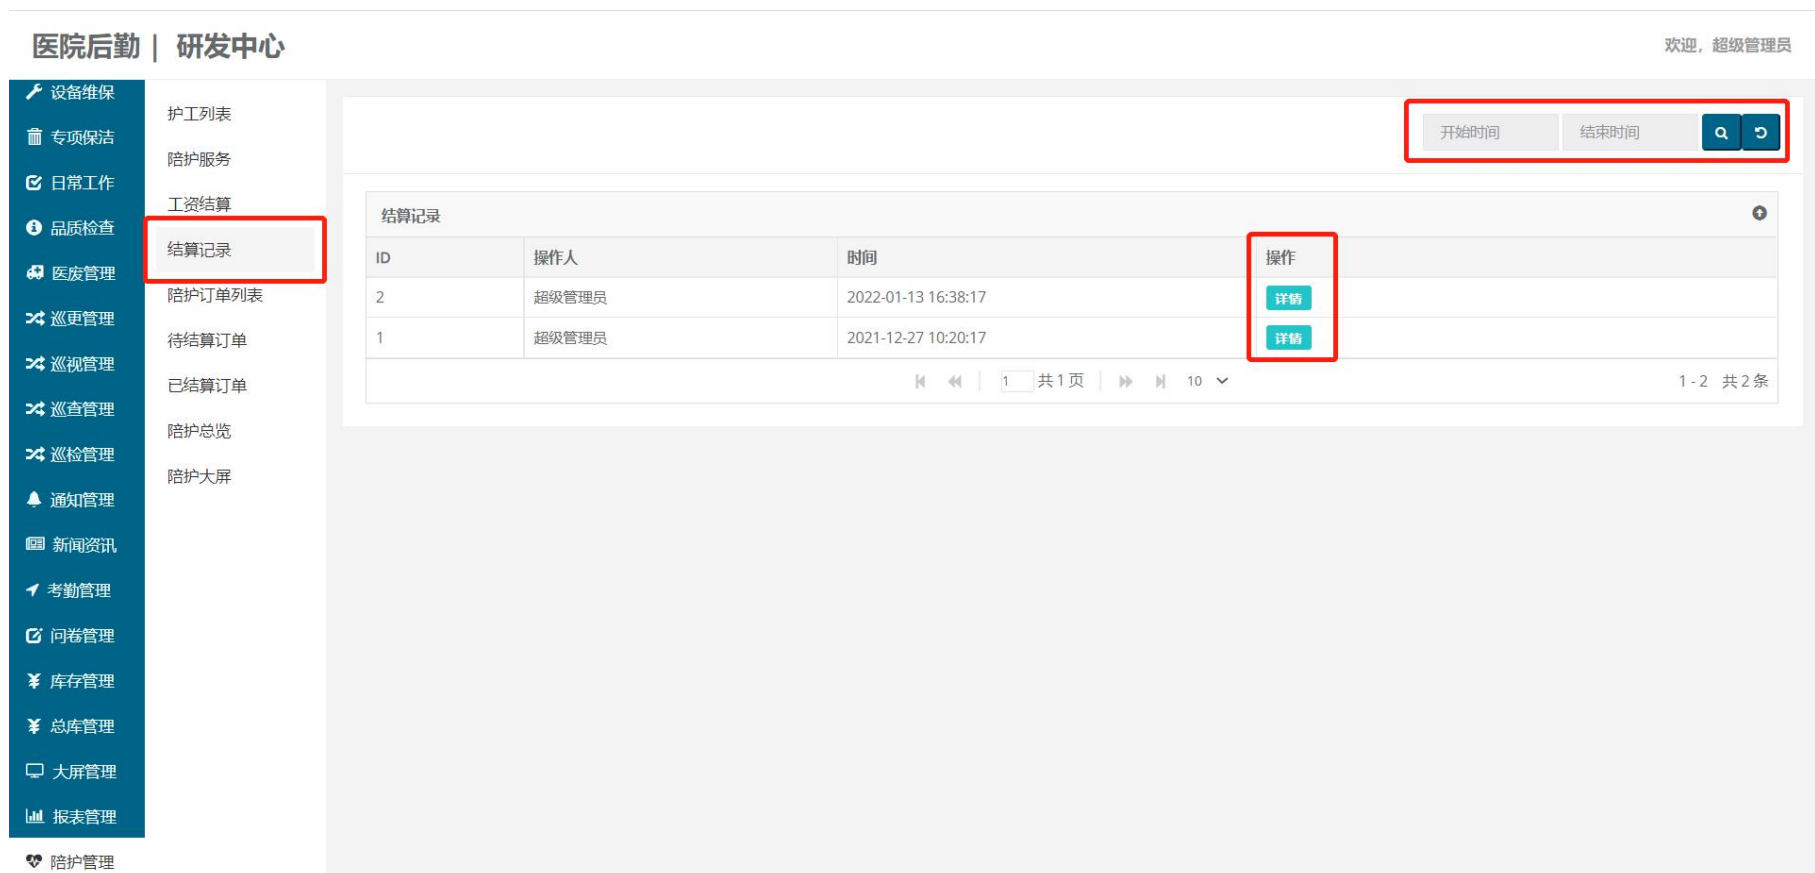 医院后勤 | 研发中心
欢迎，超级管理员
设备维保
专项保洁
日常工作
品质检查
医废管理
巡更管理
巡视管理
巡查管理
巡检管理
通知管理
新闻资讯
考勤管理
问卷管理
库存管理
总库管理
大屏管理
报表管理
陪护管理
护工列表
陪护服务
工资结算
结算记录
陪护订单列表
待结算订单
已结算订单
陪护总览
陪护大屏
开始时间 结束时间
结算记录
ID 操作人 时间 操作
2 超级管理员 2022-01-13 16:38:17 详情
1 超级管理员 2021-12-27 10:20:17 详情
1 共 1 页 10 1 - 2 共 2 条